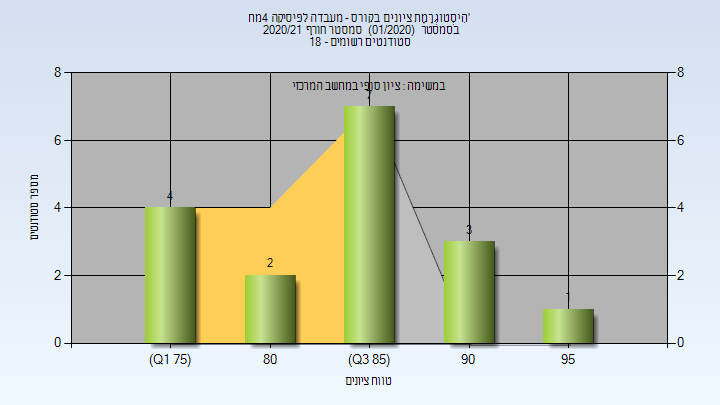 היסטוגרמת ציונים בקורס - מעבדה לפיסיקה 4מח'
בסמסטר (01/2020) סמסטר חורף 2020/21
סטודנטים רשומים - 18
במשימה : ציון סופי במחשב המרכזי
8 8
6 6
4 4
2 2
0 0
7
4
3
2
1
מספר סטודנטים
(Q1 75) 80 (Q3 85) 90 95
טווח ציונים